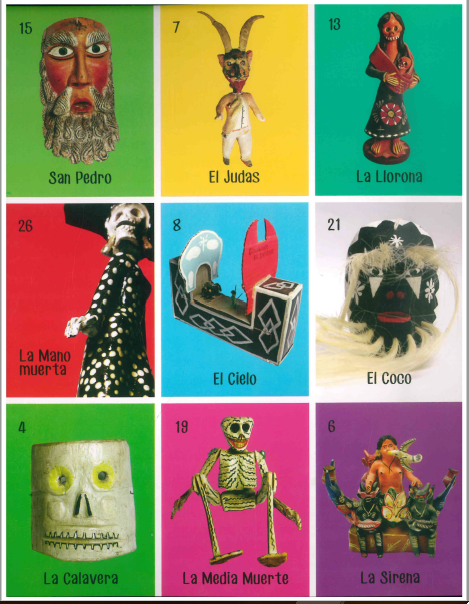 15
San Pedro
7
El Judas
13
La Llorona
26
La Mano
muerta
8
El Cielo
21
El Coco
4
La Calavera
19
La Media Muerte
6
La Sirena